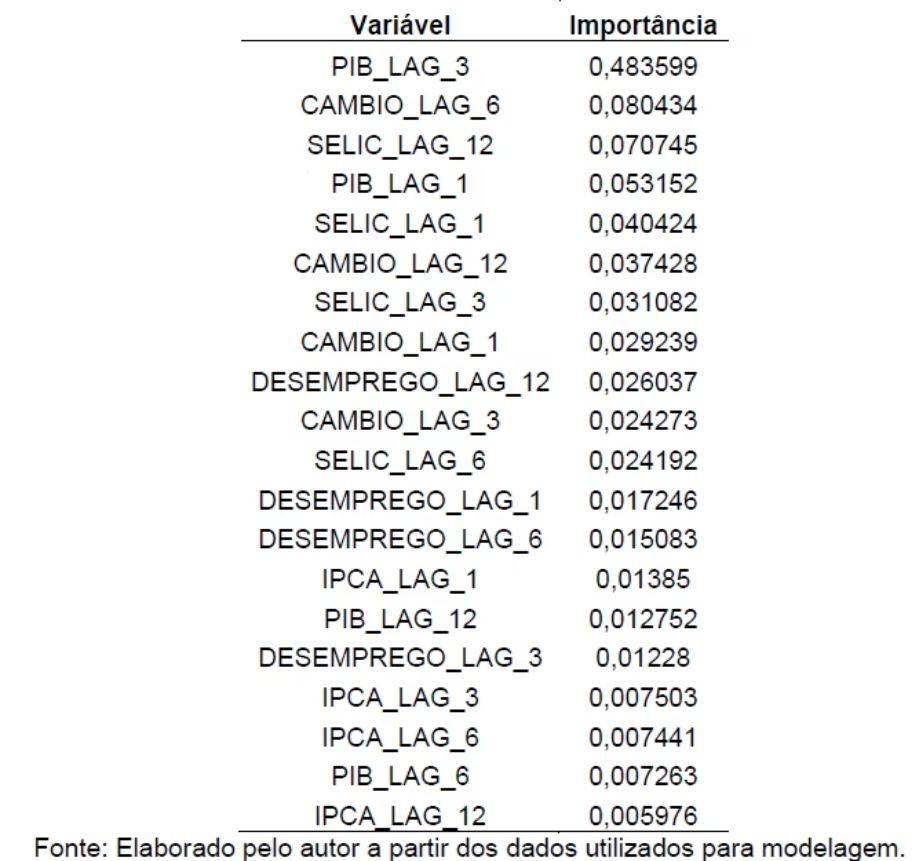 Variável Importância
PIB_LAG_3 0,483599
CAMBIO_LAG_6 0,080434
SELIC_LAG_12 0,070745
PIB_LAG_1 0,053152
SELIC_LAG_1 0,040424
CAMBIO_LAG_12 0,037428
SELIC_LAG_3 0,031082
CAMBIO_LAG_1 0,029239
DESEMPREGO_LAG_12 0,026037
CAMBIO_LAG_3 0,024273
SELIC_LAG_6 0,024192
DESEMPREGO_LAG_1 0,017246
DESEMPREGO_LAG_6 0,015083
IPCA_LAG_1 0,01385
PIB_LAG_12 0,012752
DESEMPREGO_LAG_3 0,01228
IPCA_LAG_3 0,007503
IPCA_LAG_6 0,007441
PIB_LAG_6 0,007263
IPCA_LAG_12 0,005976
Fonte: Elaborado pelo autor a partir dos dados utilizados para modelagem.